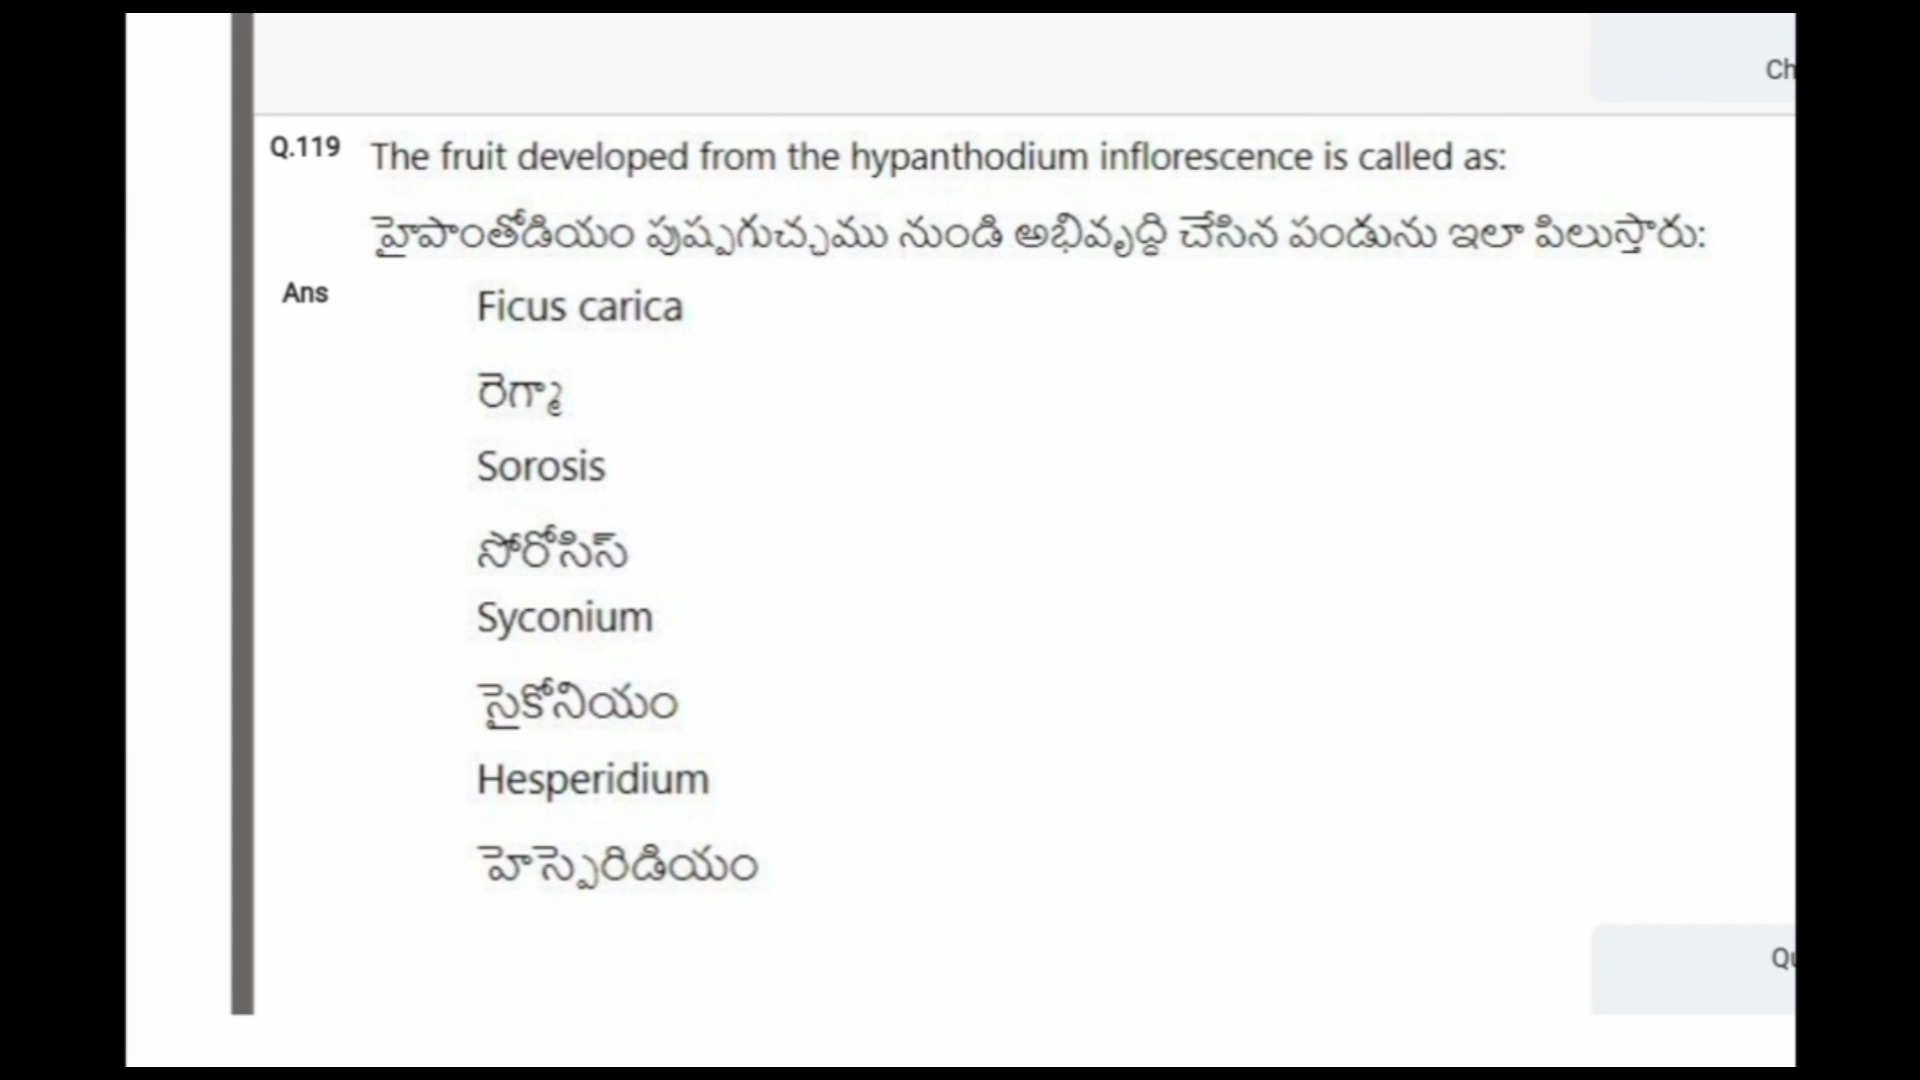 Ch
Q.119 The fruit developed from the hypanthodium inflorescence is called as:
హైపాంతోడియం పుష్పగుచ్ఛము నుండి అభివృద్ధి చేసిన పండును ఇలా పిలుస్తారు:
Ans Ficus carica
రెగ్మా
Sorosis
సోరోసిస్
Syconium
సైకోనియం
Hesperidium
హెస్పెరిడియం
Qu